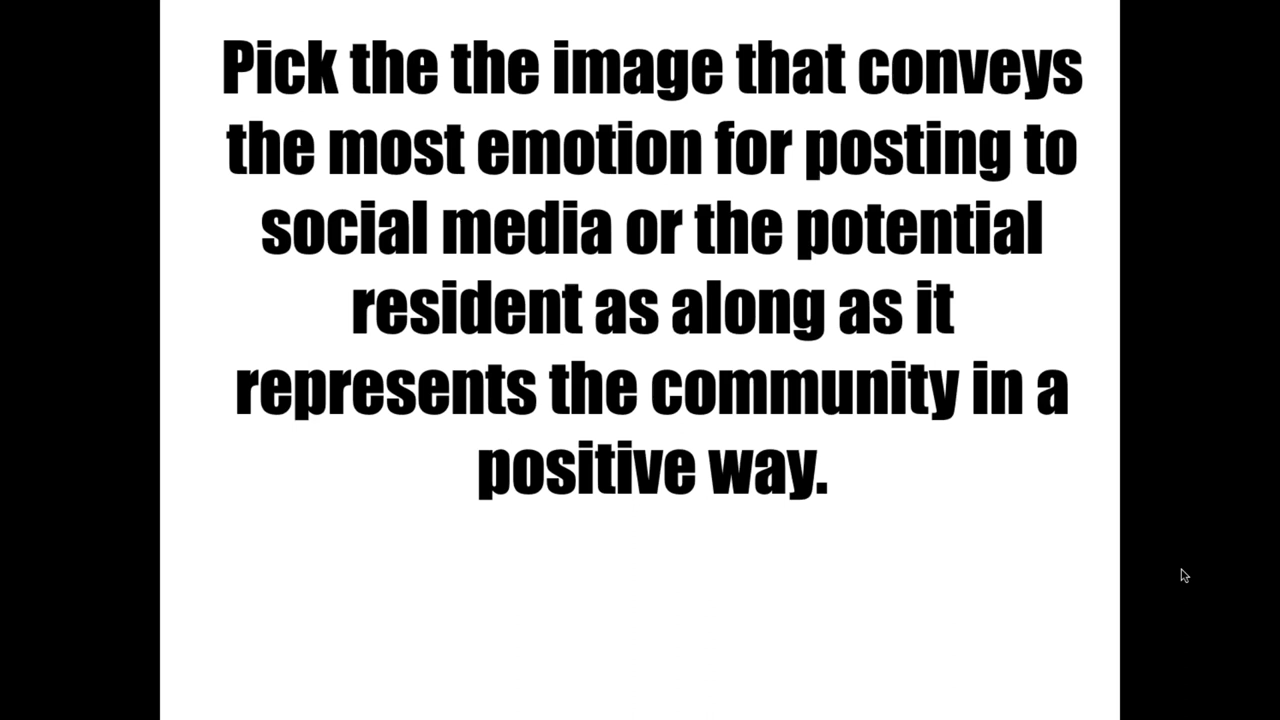 Pick the the image that conveys
the most emotion for posting to
social media or the potential
resident as along as it
represents the community in a
positive way.